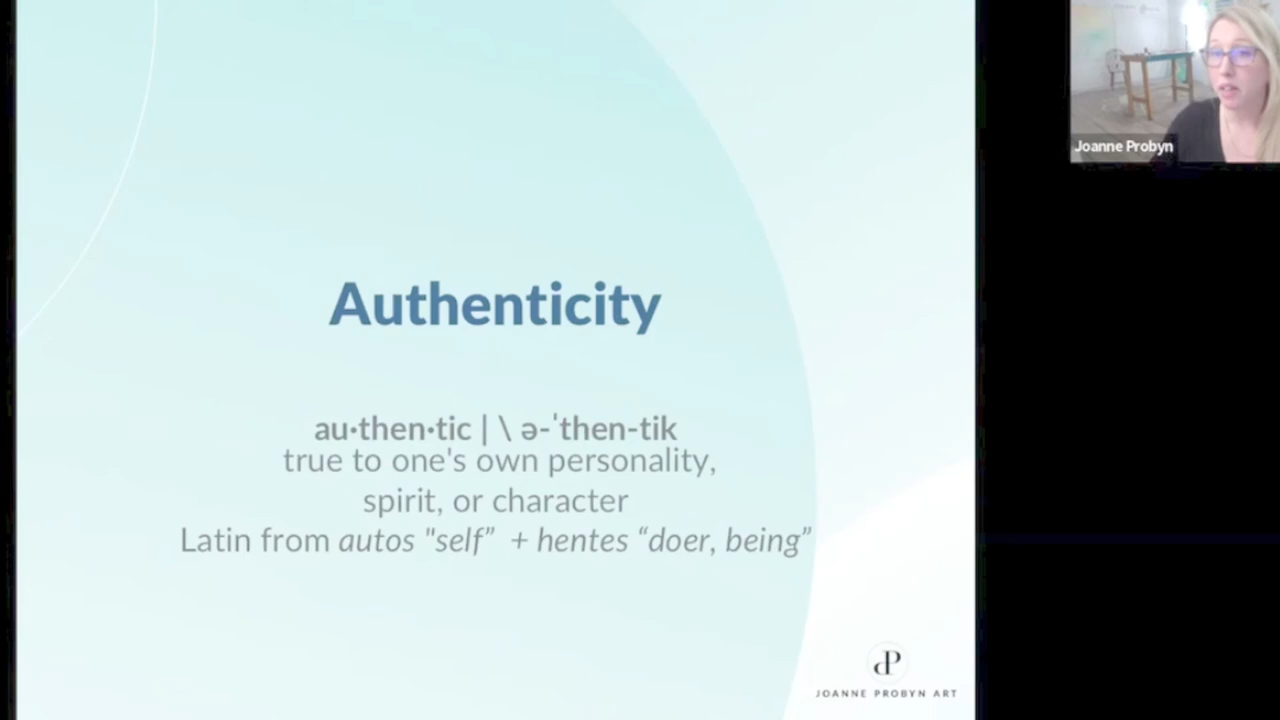 Joanne Probyn
Authenticity
au·then·tic | \ ə-ˈthen-tik
true to one's own personality,
spirit, or character
Latin from autos "self” + hentes “doer, being”
JP
JOANNE PROBYN ART